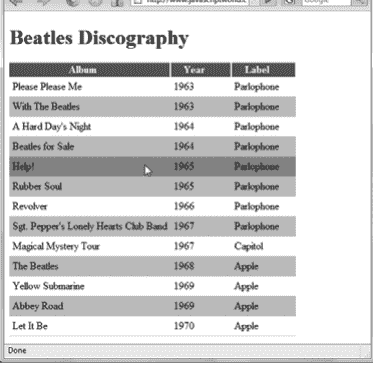 Beatles Discography
Album Year Label
Please Please Me 1963 Parlophone
With The Beatles 1963 Parlophone
A Hard Day's Night 1964 Parlophone
Beatles for Sale 1964 Parlophone
Help! 1965 Parlophone
Rubber Soul 1965 Parlophone
Revolver 1966 Parlophone
Sgt. Pepper's Lonely Hearts Club Band 1967 Parlophone
Magical Mystery Tour 1967 Capitol
The Beatles 1968 Apple
Yellow Submarine 1969 Apple
Abbey Road 1969 Apple
Let It Be 1970 Apple
Done